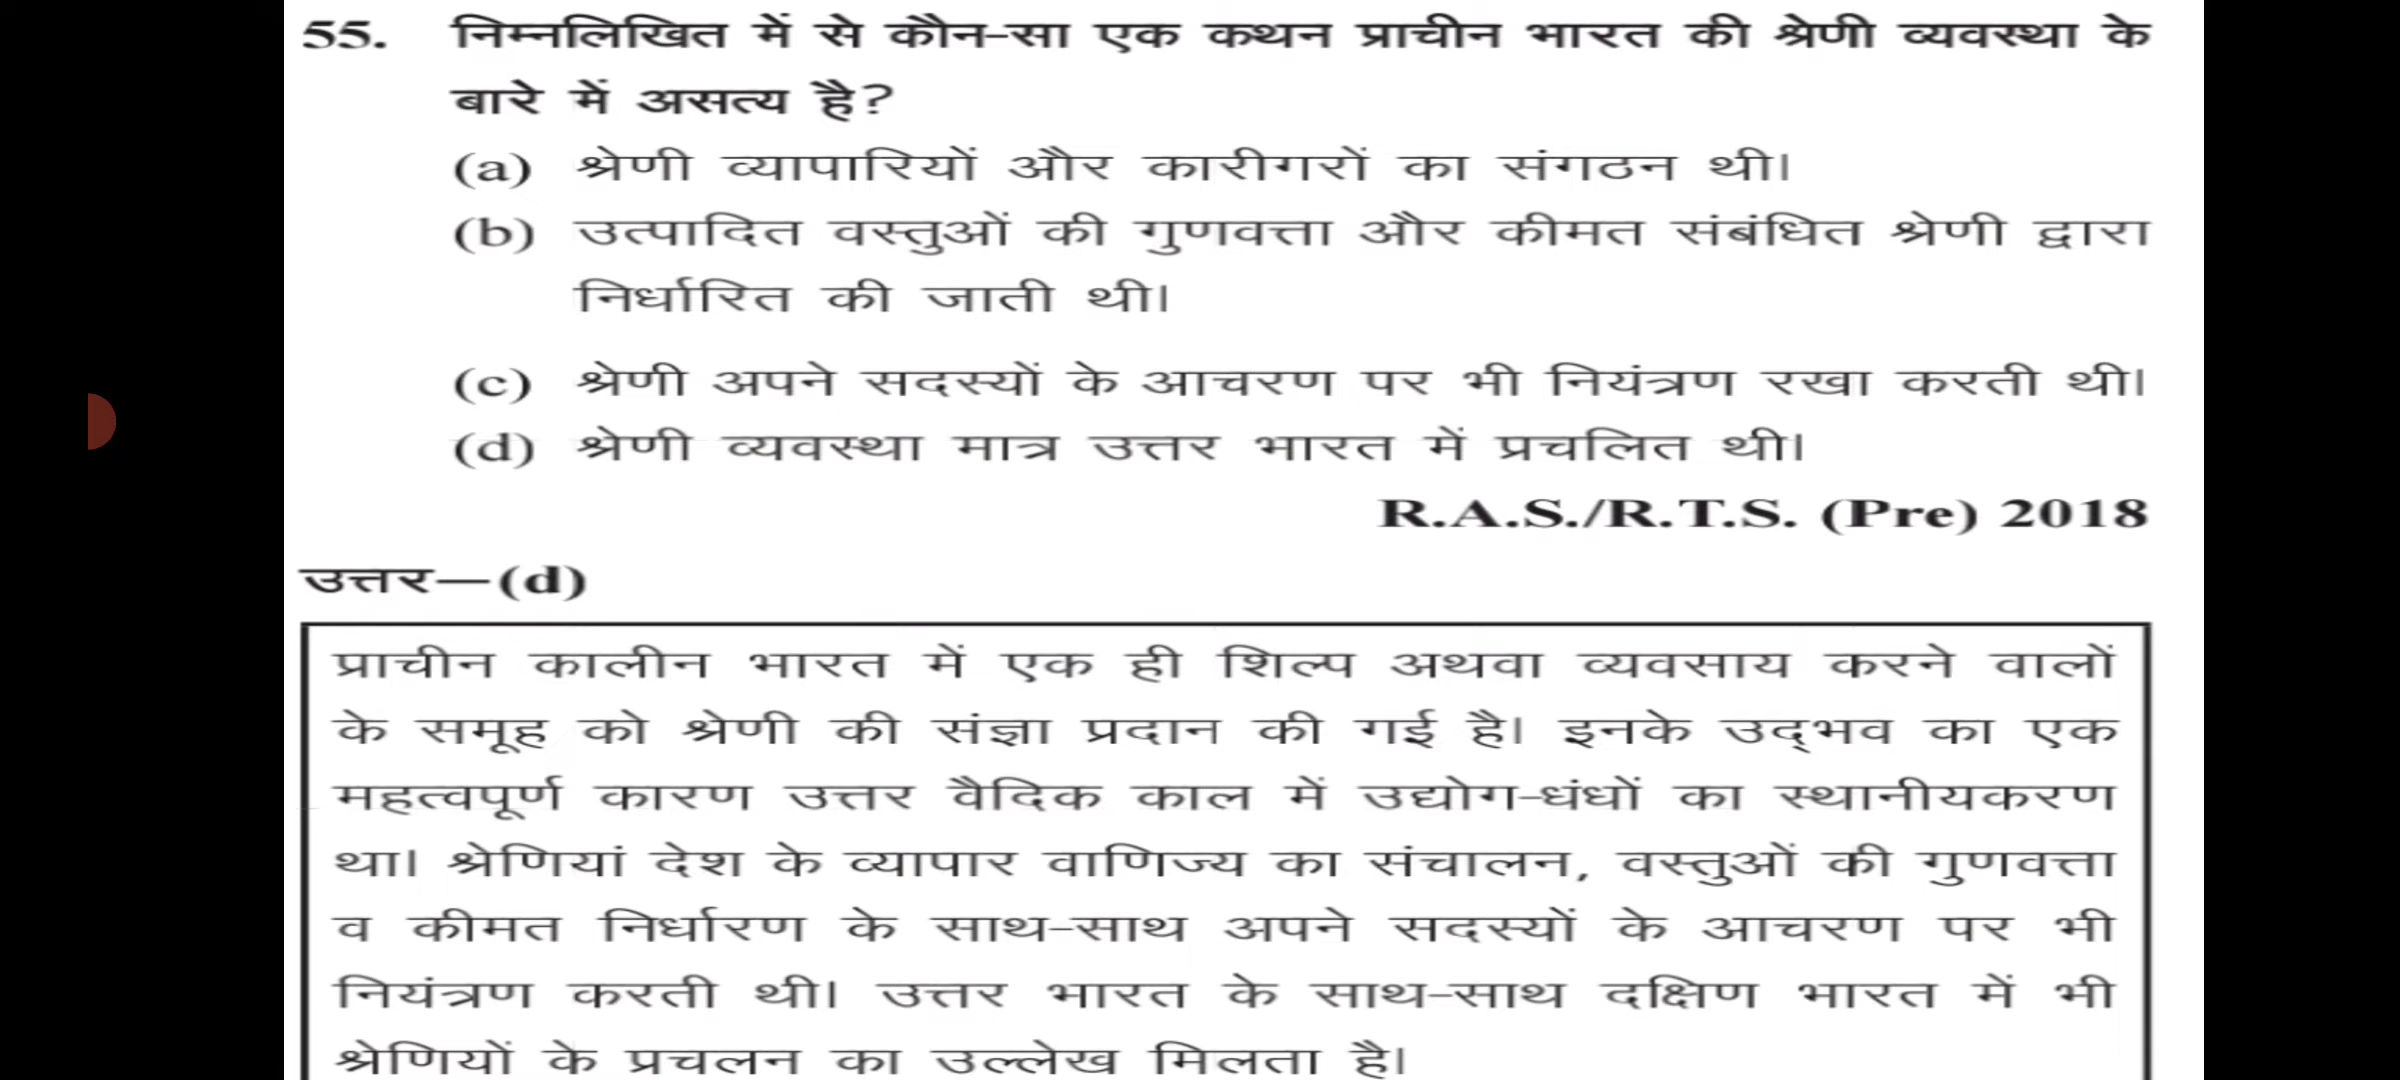 55. निम्नलिखित में से कौन-सा एक कथन प्राचीन भारत की श्रेणी व्यवस्था के
बारे में असत्य है?
(a) श्रेणी व्यापारियों और कारीगरों का संगठन थी।
(b) उत्पादित वस्तुओं की गुणवत्ता और कीमत संबंधित श्रेणी द्वारा
निर्धारित की जाती थी।
(c) श्रेणी अपने सदस्यों के आचरण पर भी नियंत्रण रखा करती थी।
(d) श्रेणी व्यवस्था मात्र उत्तर भारत में प्रचलित थी।
R.A.S./R.T.S. (Pre) 2018
उत्तर—(d)
प्राचीन कालीन भारत में एक ही शिल्प अथवा व्यवसाय करने वालों
के समूह को श्रेणी की संज्ञा प्रदान की गई है। इनके उद्‌भव का एक
महत्वपूर्ण कारण उत्तर वैदिक काल में उद्योग-धंधों का स्थानीयकरण
था। श्रेणियां देश के व्यापार वाणिज्य का संचालन, वस्तुओं की गुणवत्ता
व कीमत निर्धारण के साथ-साथ अपने सदस्यों के आचरण पर भी
नियंत्रण करती थी। उत्तर भारत के साथ-साथ दक्षिण भारत में भी
श्रेणियों के प्रचलन का उल्लेख मिलता है।